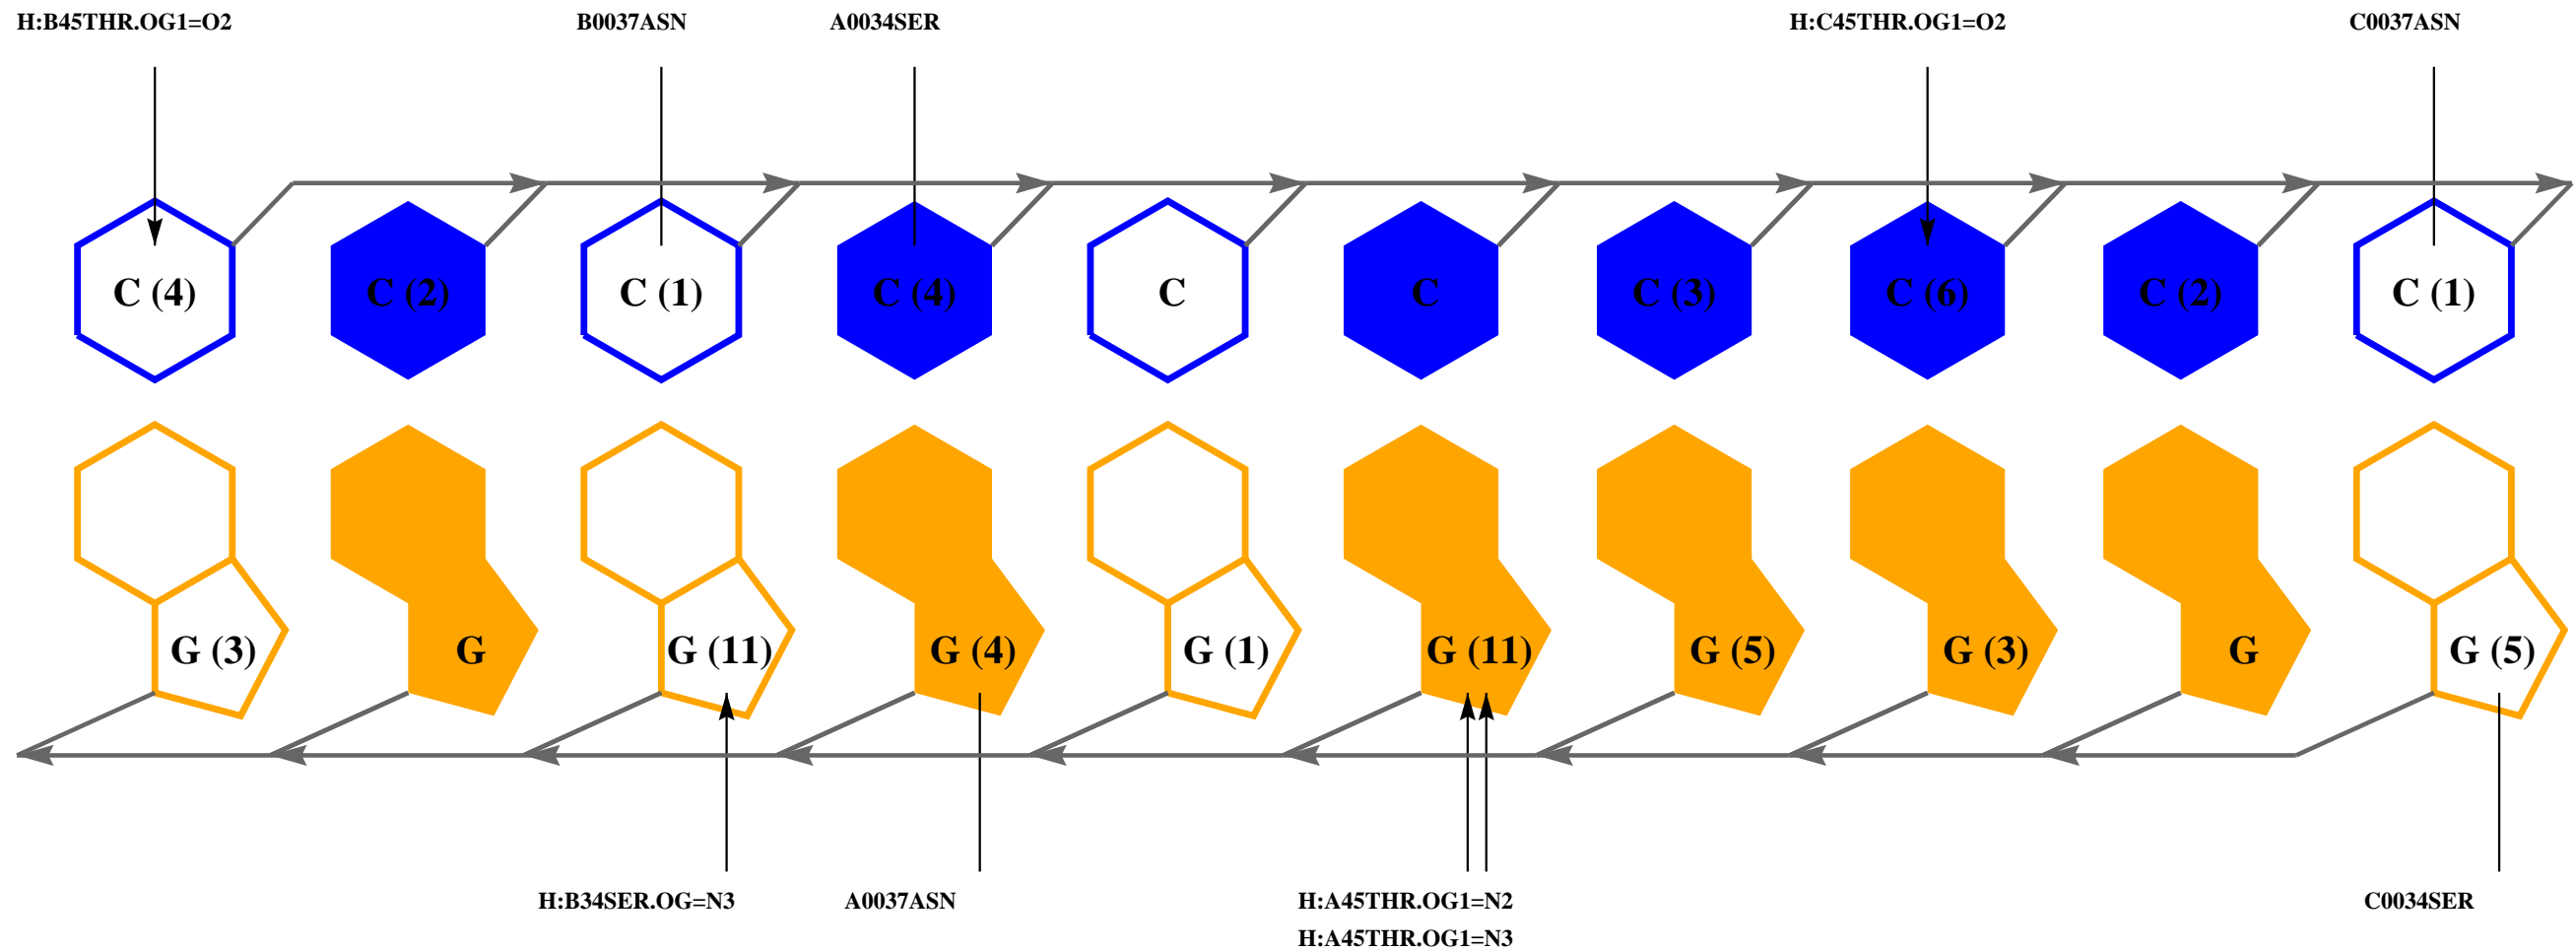 H:B45THR.OG1=O2 B0037ASN A0034SER H:C45THR.OG1=O2 C0037ASN
C (4) C (2) C (1) C (4) C C C (3) C (6) C (2) C (1)
G (3) G G (11) G (4) G (1) G (11) G (5) G (3) G G (5)
H:B34SER.OG=N3 A0037ASN H:A45THR.OG1=N2 C0034SER
H:A45THR.OG1=N3